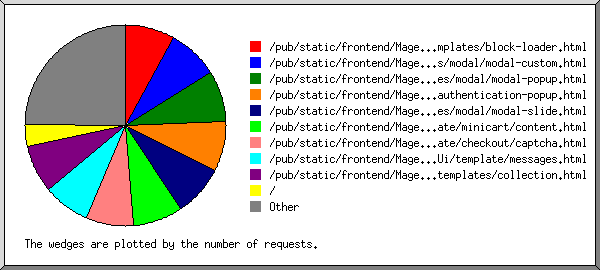 /pub/static/frontend/Mage...mplates/block-loader.html
/pub/static/frontend/Mage...s/modal/modal-custom.html
/pub/static/frontend/Mage...es/modal/modal-popup.html
/pub/static/frontend/Mage...authentication-popup.html
/pub/static/frontend/Mage...es/modal/modal-slide.html
/pub/static/frontend/Mage...ate/minicart/content.html
/pub/static/frontend/Mage...ate/checkout/captcha.html
/pub/static/frontend/Mage...Ui/template/messages.html
/pub/static/frontend/Mage...templates/collection.html
/
Other
The wedges are plotted by the number of requests.